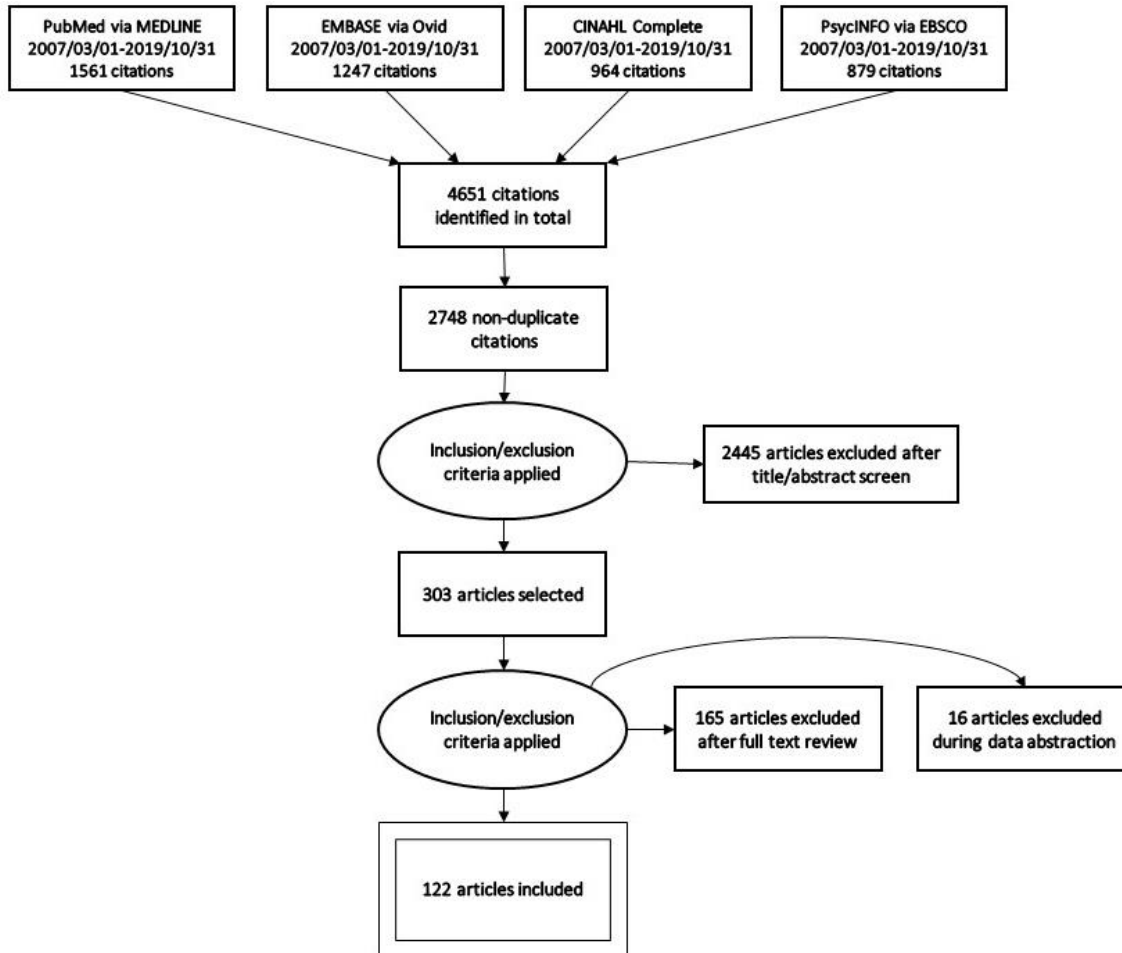 PubMed via MEDLINE
2007/03/01-2019/10/31
1561 citations
EMBASE via Ovid
2007/03/01-2019/10/31
1247 citations
CINAHL Complete
2007/03/01-2019/10/31
964 citations
PsycINFO via EBSCO
2007/03/01-2019/10/31
879 citations
4651 citations
identified in total
2748 non-duplicate
citations
Inclusion/exclusion
criteria applied
2445 articles excluded after
title/abstract screen
303 articles selected
Inclusion/exclusion
criteria applied
165 articles excluded
after full text review
16 articles excluded
during data abstraction
122 articles included